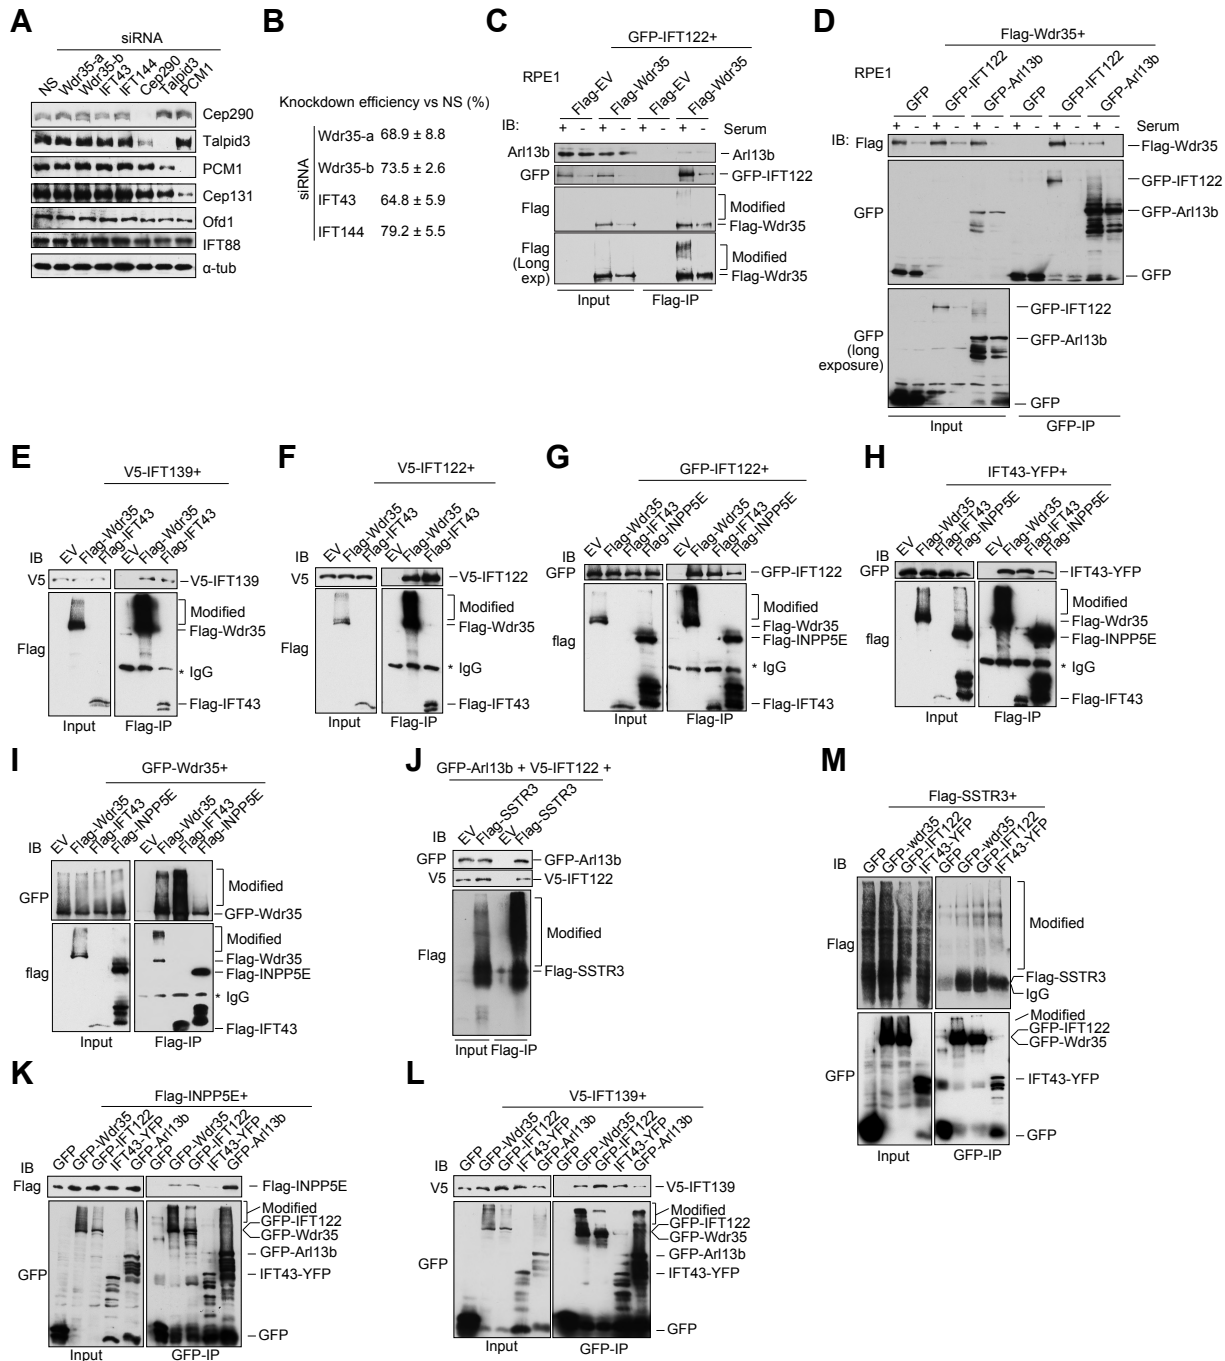 A
siRNA
NS
Wdr35-a
Wdr35-b
IFT43
IFT144
Cep290
Talpid3
PCM1
Cep290
Talpid3
PCM1
Cep131
Ofd1
IFT88
α-tub
B
Knockdown efficiency vs NS (%)
siRNA
Wdr35-a 68.9 ± 8.8
Wdr35-b 73.5 ± 2.6
IFT43 64.8 ± 5.9
IFT144 79.2 ± 5.5
C
GFP-IFT122+
RPE1
Flag-EV
Flag-Wdr35
Flag-EV
Flag-Wdr35
IB: + - + - + - + - Serum
Arl13b
Arl13b
GFP
GFP-IFT122
Flag
Modified
Flag-Wdr35
Flag
(Long
exp)
Modified
Flag-Wdr35
Input Flag-IP
D
Flag-Wdr35+
RPE1
GFP
GFP-IFT122
GFP-Arl13b
GFP
GFP-IFT122
GFP-Arl13b
+ - + - + - + - + - + - Serum
IB: Flag
Flag-Wdr35
GFP
GFP-IFT122
GFP-Arl13b
GFP
GFP
(long
exposure)
GFP-IFT122
GFP-Arl13b
GFP
Input GFP-IP
E
V5-IFT139+
EV
Flag-Wdr35
Flag-IFT43
EV
Flag-Wdr35
Flag-IFT43
IB
V5
V5-IFT139
Flag
Modified
Flag-Wdr35
* IgG
Flag-IFT43
Input Flag-IP
F
V5-IFT122+
EV
Flag-Wdr35
Flag-IFT43
EV
Flag-Wdr35
Flag-IFT43
IB
V5
V5-IFT122
Flag
Modified
Flag-Wdr35
* IgG
Flag-IFT43
Input Flag-IP
G
GFP-IFT122+
EV
Flag-Wdr35
Flag-IFT43
Flag-INPP5E
EV
Flag-Wdr35
Flag-IFT43
Flag-INPP5E
IB
GFP
GFP-IFT122
flag
Modified
Flag-Wdr35
Flag-INPP5E
* IgG
Flag-IFT43
Input Flag-IP
H
IFT43-YFP+
EV
Flag-Wdr35
Flag-IFT43
Flag-INPP5E
EV
Flag-Wdr35
Flag-IFT43
Flag-INPP5E
IB
GFP
IFT43-YFP
flag
Modified
Flag-Wdr35
Flag-INPP5E
* IgG
Flag-IFT43
Input Flag-IP
I
GFP-Wdr35+
EV
Flag-Wdr35
Flag-IFT43
Flag-INPP5E
EV
Flag-Wdr35
Flag-IFT43
Flag-INPP5E
IB
GFP
Modified
GFP-Wdr35
flag
Modified
Flag-Wdr35
Flag-INPP5E
* IgG
Flag-IFT43
Input Flag-IP
J
GFP-Arl13b + V5-IFT122 +
EV
Flag-SSTR3
EV
Flag-SSTR3
IB
GFP
GFP-Arl13b
V5
V5-IFT122
Flag
Modified
Flag-SSTR3
Input Flag-IP
M
Flag-SSTR3+
GFP
GFP-wdr35
GFP-IFT122
IFT43-YFP
GFP
GFP-wdr35
GFP-IFT122
IFT43-YFP
IB
Flag
Modified
Flag-SSTR3
IgG
GFP
Modified
GFP-IFT122
GFP-Wdr35
IFT43-YFP
GFP
Input GFP-IP
K
Flag-INPP5E+
GFP
GFP-Wdr35
GFP-IFT122
IFT43-YFP
GFP-Arl13b
GFP
GFP-Wdr35
GFP-IFT122
IFT43-YFP
GFP-Arl13b
IB
Flag
Flag-INPP5E
GFP
Modified
GFP-IFT122
GFP-Wdr35
GFP-Arl13b
IFT43-YFP
GFP
Input GFP-IP
L
V5-IFT139+
GFP
GFP-Wdr35
GFP-IFT122
IFT43-YFP
GFP-Arl13b
GFP
GFP-Wdr35
GFP-IFT122
IFT43-YFP
GFP-Arl13b
IB
V5
V5-IFT139
GFP
Modified
GFP-IFT122
GFP-Wdr35
GFP-Arl13b
IFT43-YFP
GFP
Input GFP-IP